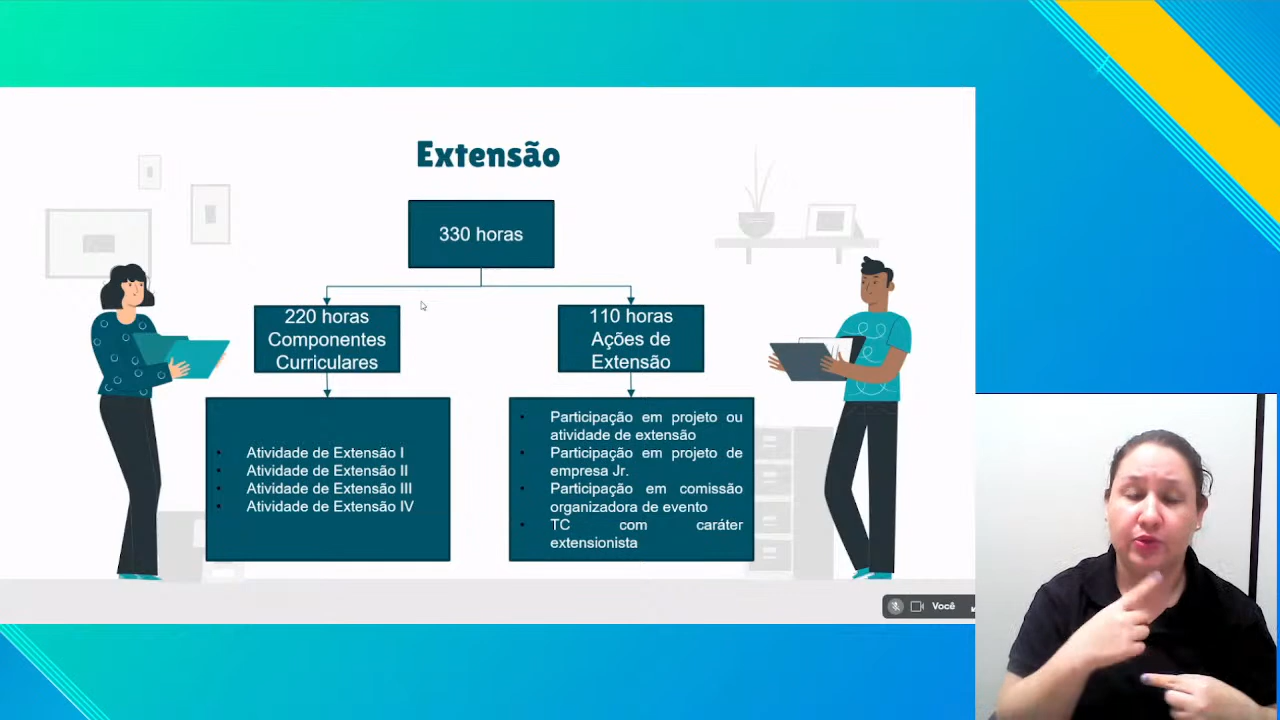 Extensão
330 horas
220 horas
Componentes
Curriculares
110 horas
Ações de
Extensão
• Atividade de Extensão I
• Atividade de Extensão II
• Atividade de Extensão III
• Atividade de Extensão IV
• Participação em projeto ou
atividade de extensão
• Participação em projeto de
empresa Jr.
• Participação em comissão
organizadora de evento
• TC com caráter
extensionista
Você